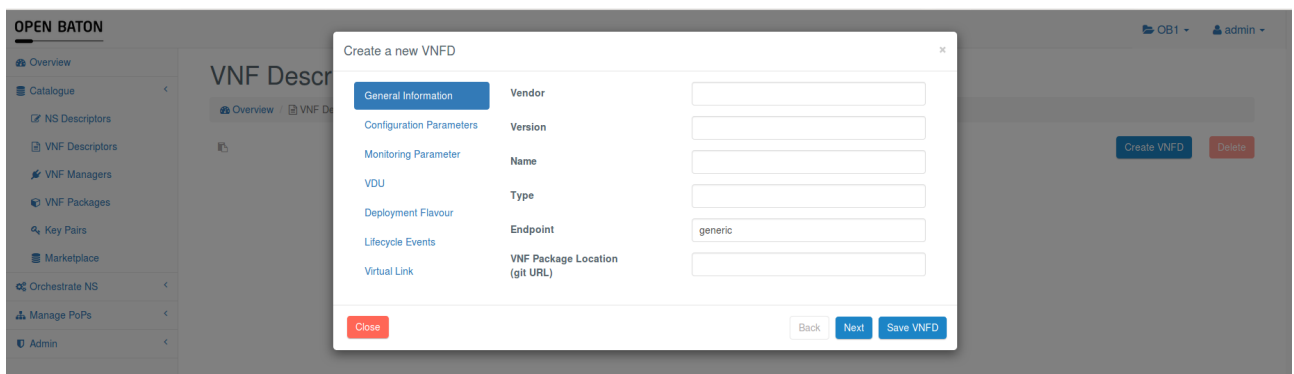 OPEN BATON
OB1
admin
Overview
Catalogue
NS Descriptors
VNF Descriptors
VNF Managers
VNF Packages
Key Pairs
Marketplace
Orchestrate NS
Manage PoPs
Admin
VNF Descr
Overview / VNF De
Create VNFD
Delete
Create a new VNFD
×
General Information
Configuration Parameters
Monitoring Parameter
VDU
Deployment Flavour
Lifecycle Events
Virtual Link
Vendor
Version
Name
Type
Endpoint
generic
VNF Package Location
(git URL)
Close
Back
Next
Save VNFD